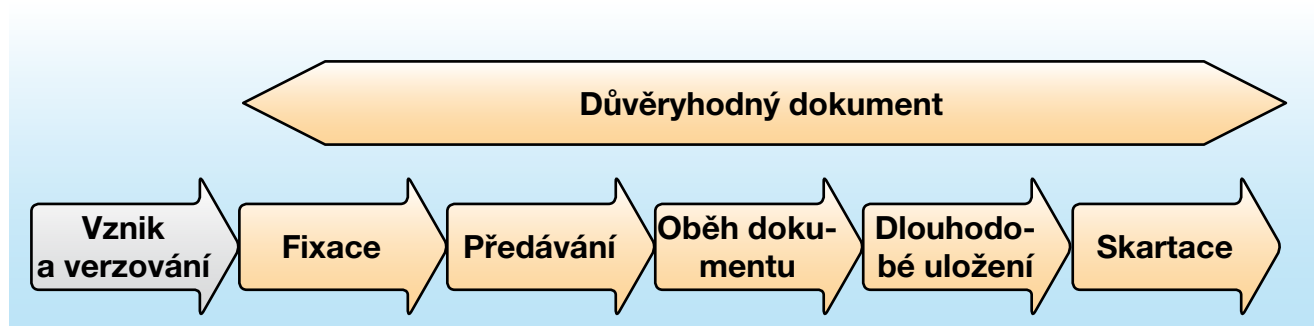 Důvěryhodný dokument
Vznik
a verzování
Fixace
Předávání
Oběh doku-
mentu
Dlouhodo-
bé uložení
Skartace